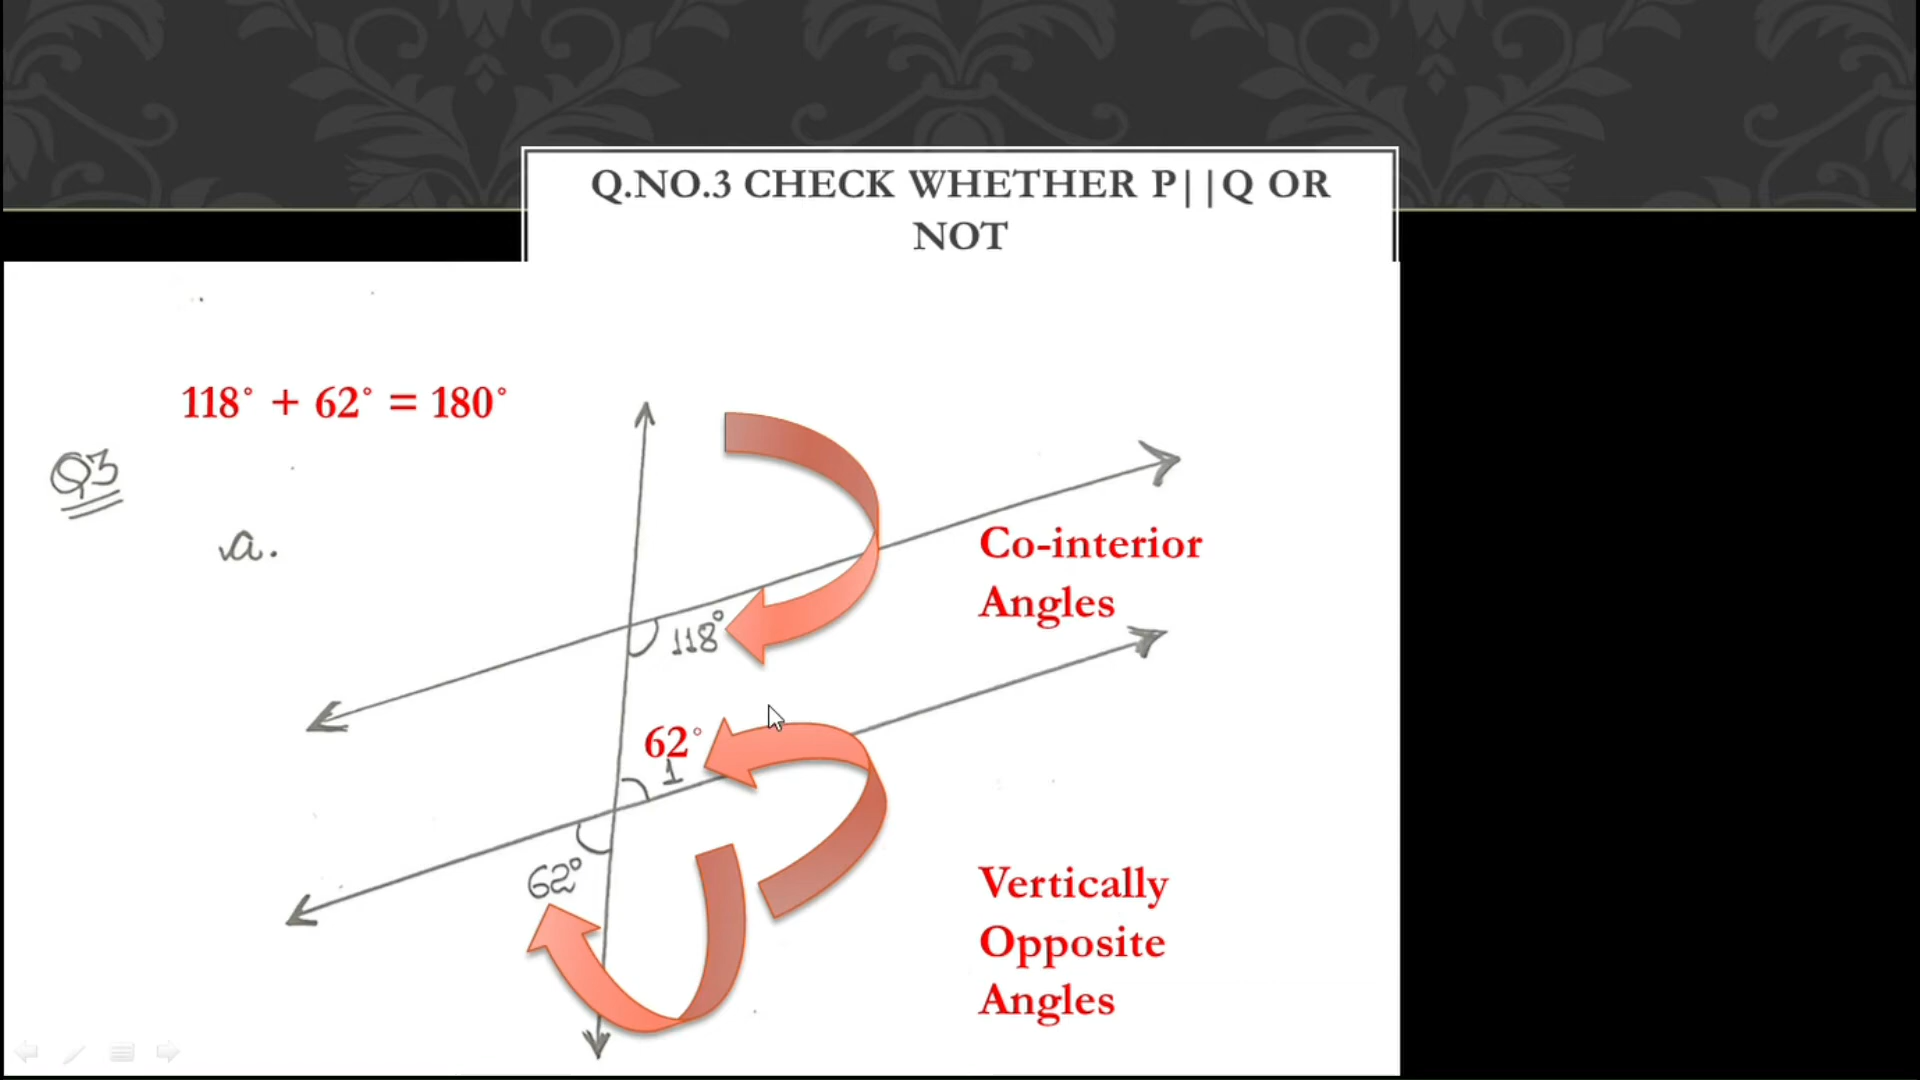 Q.NO.3 CHECK WHETHER P||Q OR
NOT
118° + 62° = 180°
Q3
a.
Co-interior
Angles
118°
62°
1
62°
Vertically
Opposite
Angles